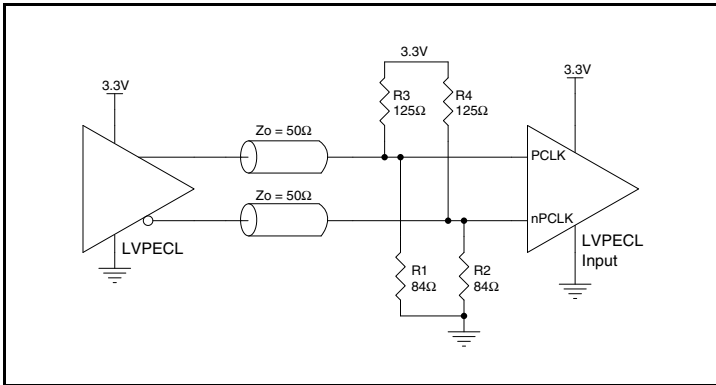 3.3V
3.3V
3.3V
R3
125Ω
R4
125Ω
Zo = 50Ω
PCLK
Zo = 50Ω
nPCLK
LVPECL
LVPECL
Input
R1
84Ω
R2
84Ω